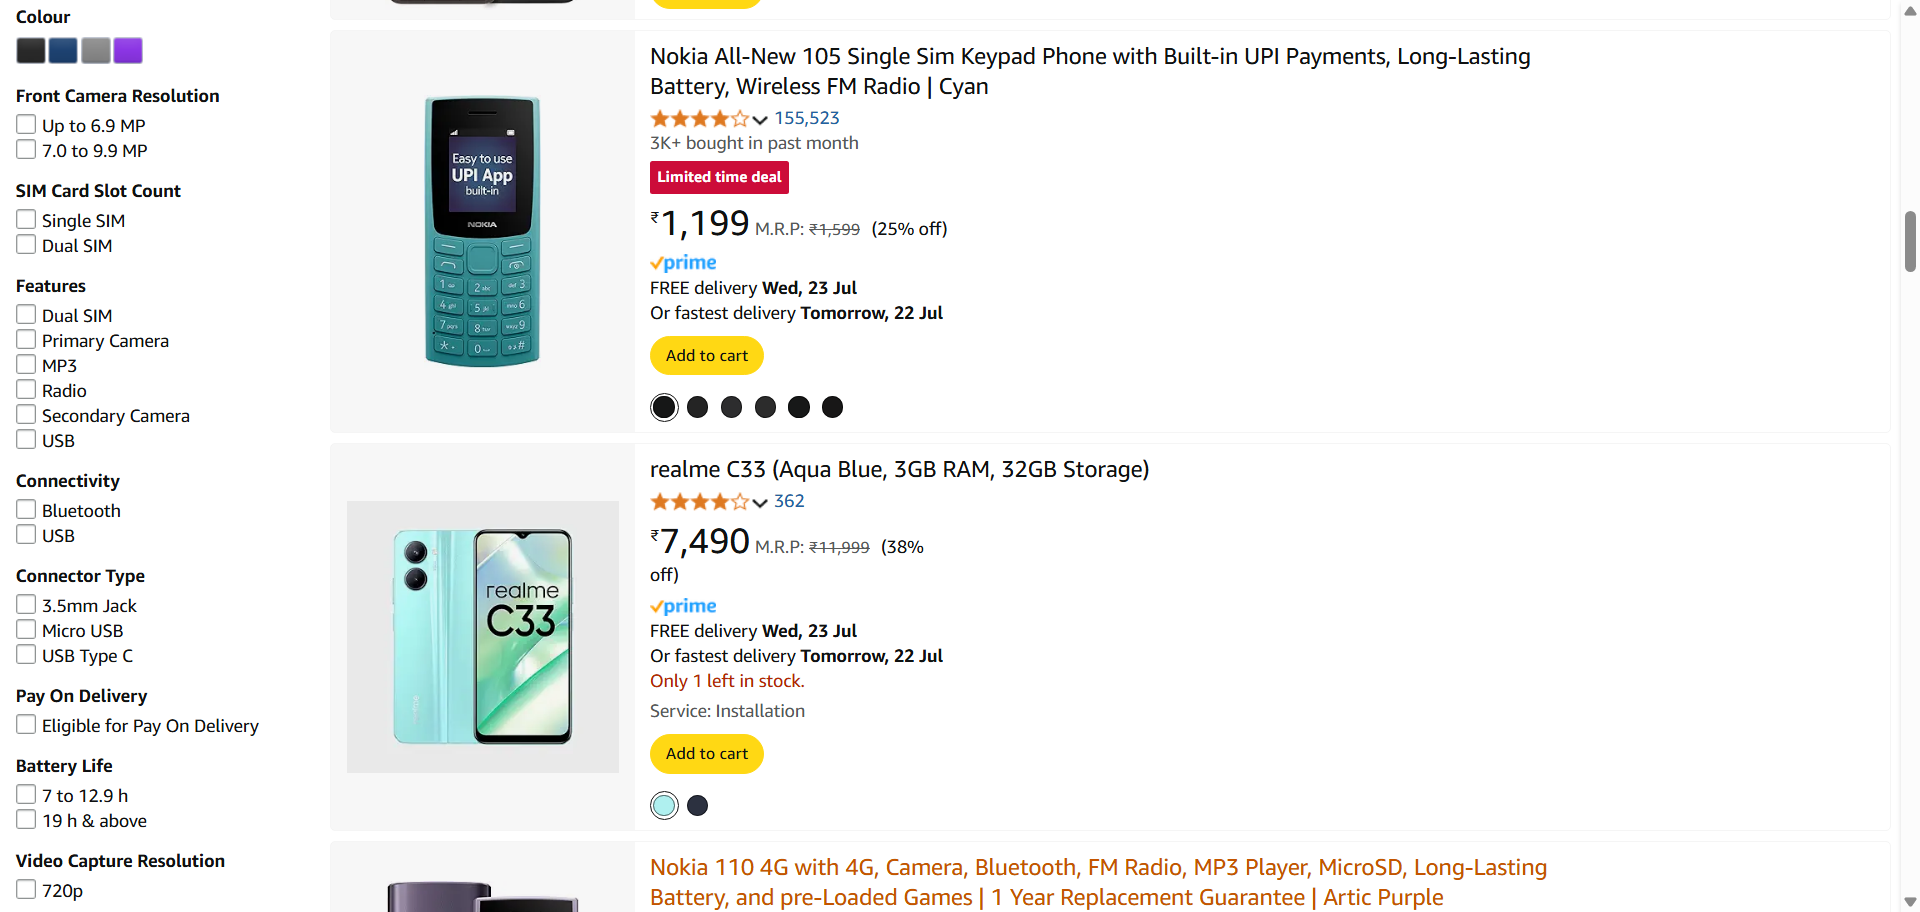 Colour
Front Camera Resolution
Up to 6.9 MP
7.0 to 9.9 MP
SIM Card Slot Count
Single SIM
Dual SIM
Features
Dual SIM
Primary Camera
MP3
Radio
Secondary Camera
USB
Connectivity
Bluetooth
USB
Connector Type
3.5mm Jack
Micro USB
USB Type C
Pay On Delivery
Eligible for Pay On Delivery
Battery Life
7 to 12.9 h
19 h & above
Video Capture Resolution
720p
Easy to use
UPI App
built-in
NOKIA
Nokia All-New 105 Single Sim Keypad Phone with Built-in UPI Payments, Long-Lasting
Battery, Wireless FM Radio | Cyan
155,523
3K+ bought in past month
Limited time deal
₹1,199 M.R.P: ₹1,599 (25% off)
prime
FREE delivery Wed, 23 Jul
Or fastest delivery Tomorrow, 22 Jul
Add to cart
realme
C33
realme C33 (Aqua Blue, 3GB RAM, 32GB Storage)
362
₹7,490 M.R.P: ₹11,999 (38%
off)
prime
FREE delivery Wed, 23 Jul
Or fastest delivery Tomorrow, 22 Jul
Only 1 left in stock.
Service: Installation
Add to cart
Nokia 110 4G with 4G, Camera, Bluetooth, FM Radio, MP3 Player, MicroSD, Long-Lasting
Battery, and pre-Loaded Games | 1 Year Replacement Guarantee | Artic Purple